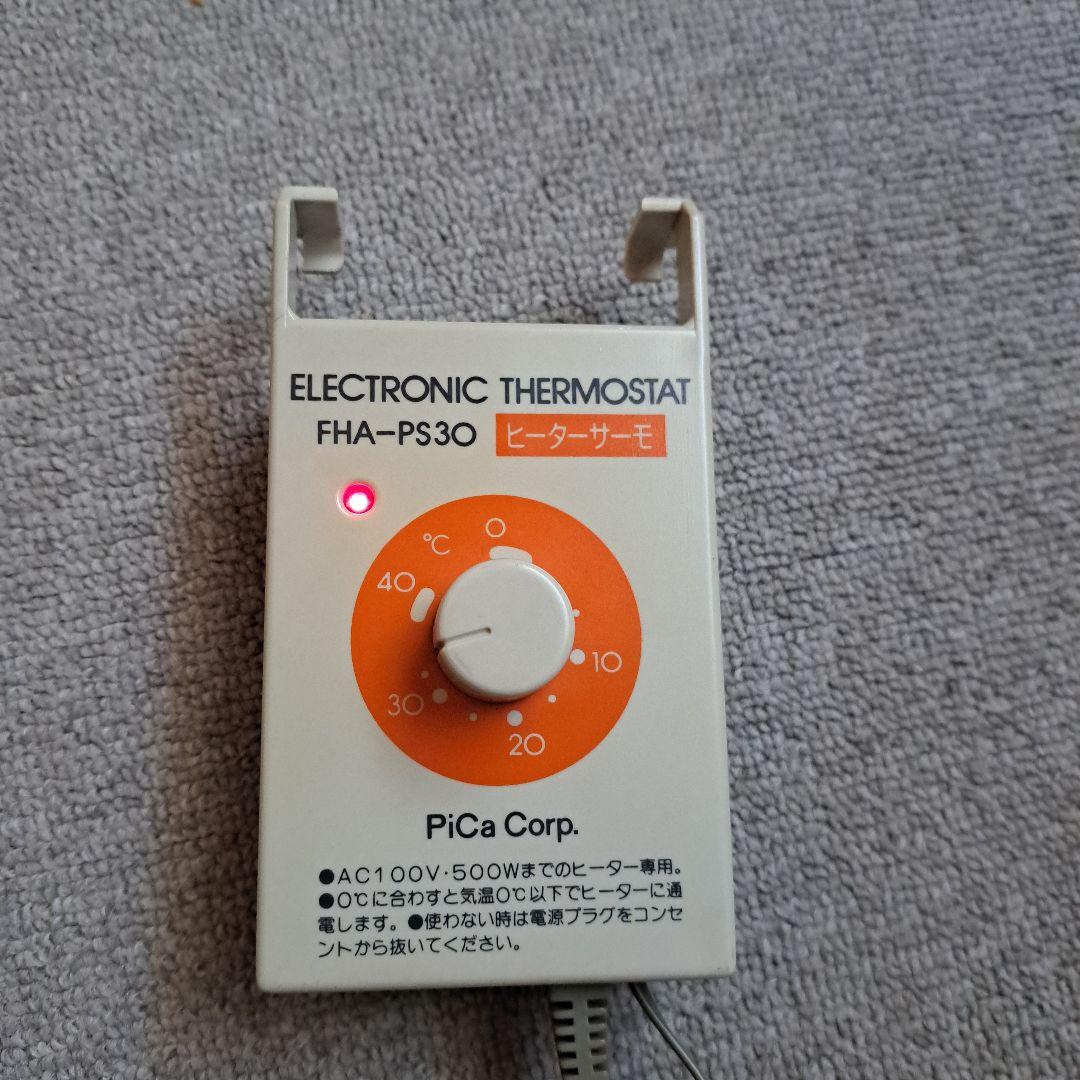 ELECTRONIC THERMOSTAT
FHA-PS30 ヒーターサーモ
0
℃
40
10
30
20
PiCa Corp.
●AC100V・500Wまでのヒーター専用。
●0℃に合わすと気温0℃以下でヒーターに通
電します。●使わない時は電源プラグをコンセ
ントから抜いてください。